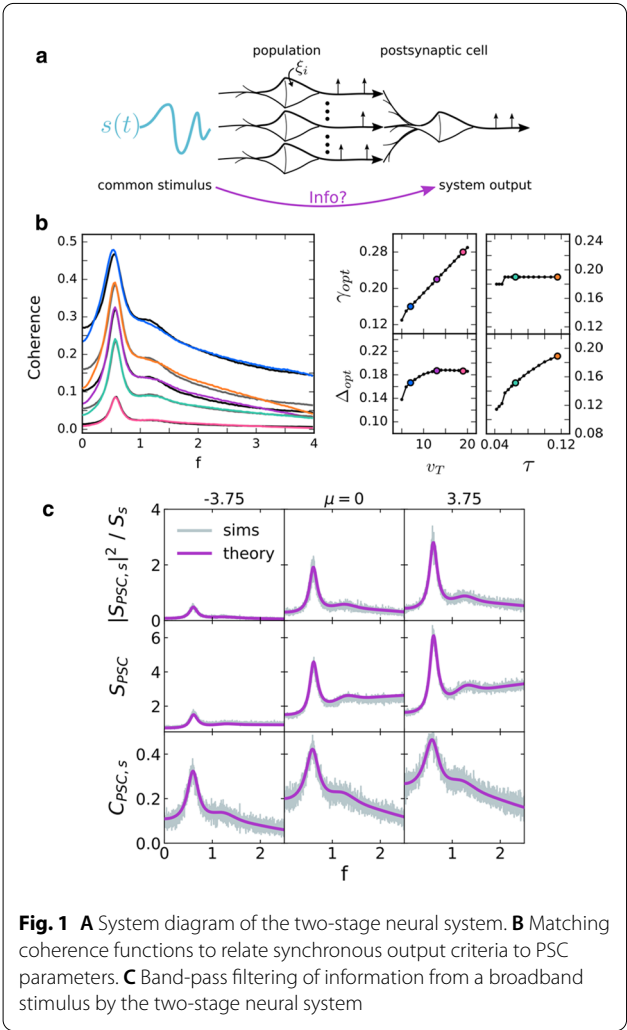 a
population
postsynaptic cell
ξi
s(t)
common stimulus
Info?
system output
b
Coherence
0.5
0.4
0.3
0.2
0.1
0.0
0 1 2 3 4
f
γopt
0.28
0.20
0.12
0.24
0.20
0.16
0.12
Δopt
0.22
0.18
0.14
0.10
0.20
0.16
0.12
0.08
10 15 20
0.04 0.08 0.12
vT
τ
c
-3.75 μ = 0 3.75
|SPSC, s|² / Ss
4
2
0
sims
theory
SPSC
6
4
2
CPSC, s
0.4
0.2
0.0
0 1 2 1 2 1 2
f
Fig. 1 A System diagram of the two-stage neural system. B Matching
coherence functions to relate synchronous output criteria to PSC
parameters. C Band-pass filtering of information from a broadband
stimulus by the two-stage neural system